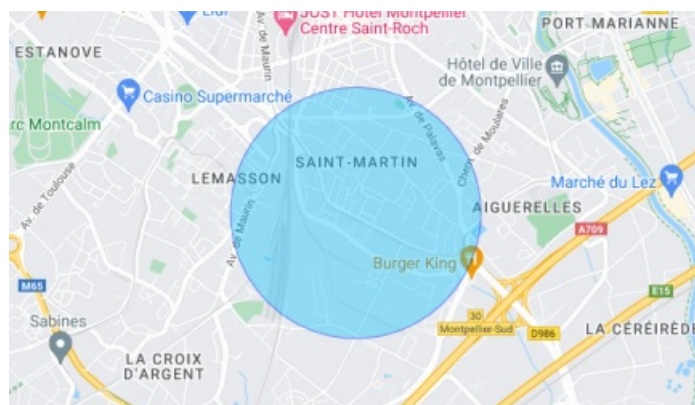 Lidl
JOST Hôtel Montpellier
Centre Saint-Roch
PORT-MARIANNE
ESTANOVE
Av. de Maurin
Hôtel de Ville
de Montpellier
Casino Supermarché
Av. de Palavas
rc Montcalm
Chem. de Moulares
SAINT-MARTIN
LEMASSON
Marché du Lez
Av. de Toulouse
AIGUERELLES
Av. de Maurin
A709
Burger King
M65
E15
30
Montpellier-Sud
D986
LA CÉRÉIRÈDE
Sabines
LA CROIX
D'ARGENT